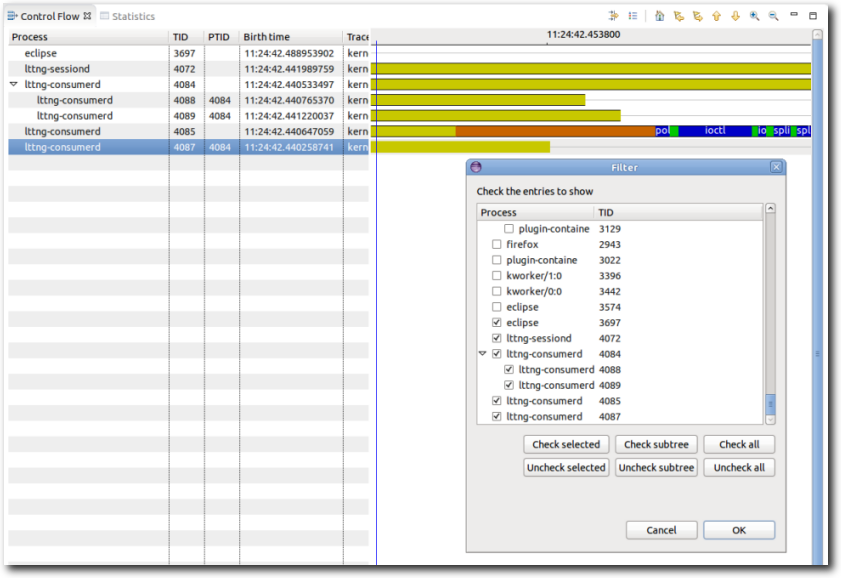 Control Flow Statistics
Process TID PTID Birth time Trace 11:24:42.453800
eclipse 3697 11:24:42.488953902 kern
lttng-sessiond 4072 11:24:42.441989759 kern
lttng-consumerd 4084 11:24:42.440533497 kern
lttng-consumerd 4088 4084 11:24:42.440765370 kern
lttng-consumerd 4089 4084 11:24:42.441220037 kern
lttng-consumerd 4085 11:24:42.440647059 kern pol ioctl io spli spl
lttng-consumerd 4087 4084 11:24:42.440258741 kern
Filter
Check the entries to show
Process TID
plugin-containe 3129
firefox 2943
plugin-containe 3022
kworker/1:0 3396
kworker/0:0 3442
eclipse 3574
eclipse 3697
lttng-sessiond 4072
lttng-consumerd 4084
lttng-consumerd 4088
lttng-consumerd 4089
lttng-consumerd 4085
lttng-consumerd 4087
Check selected Check subtree Check all
Uncheck selected Uncheck subtree Uncheck all
Cancel OK